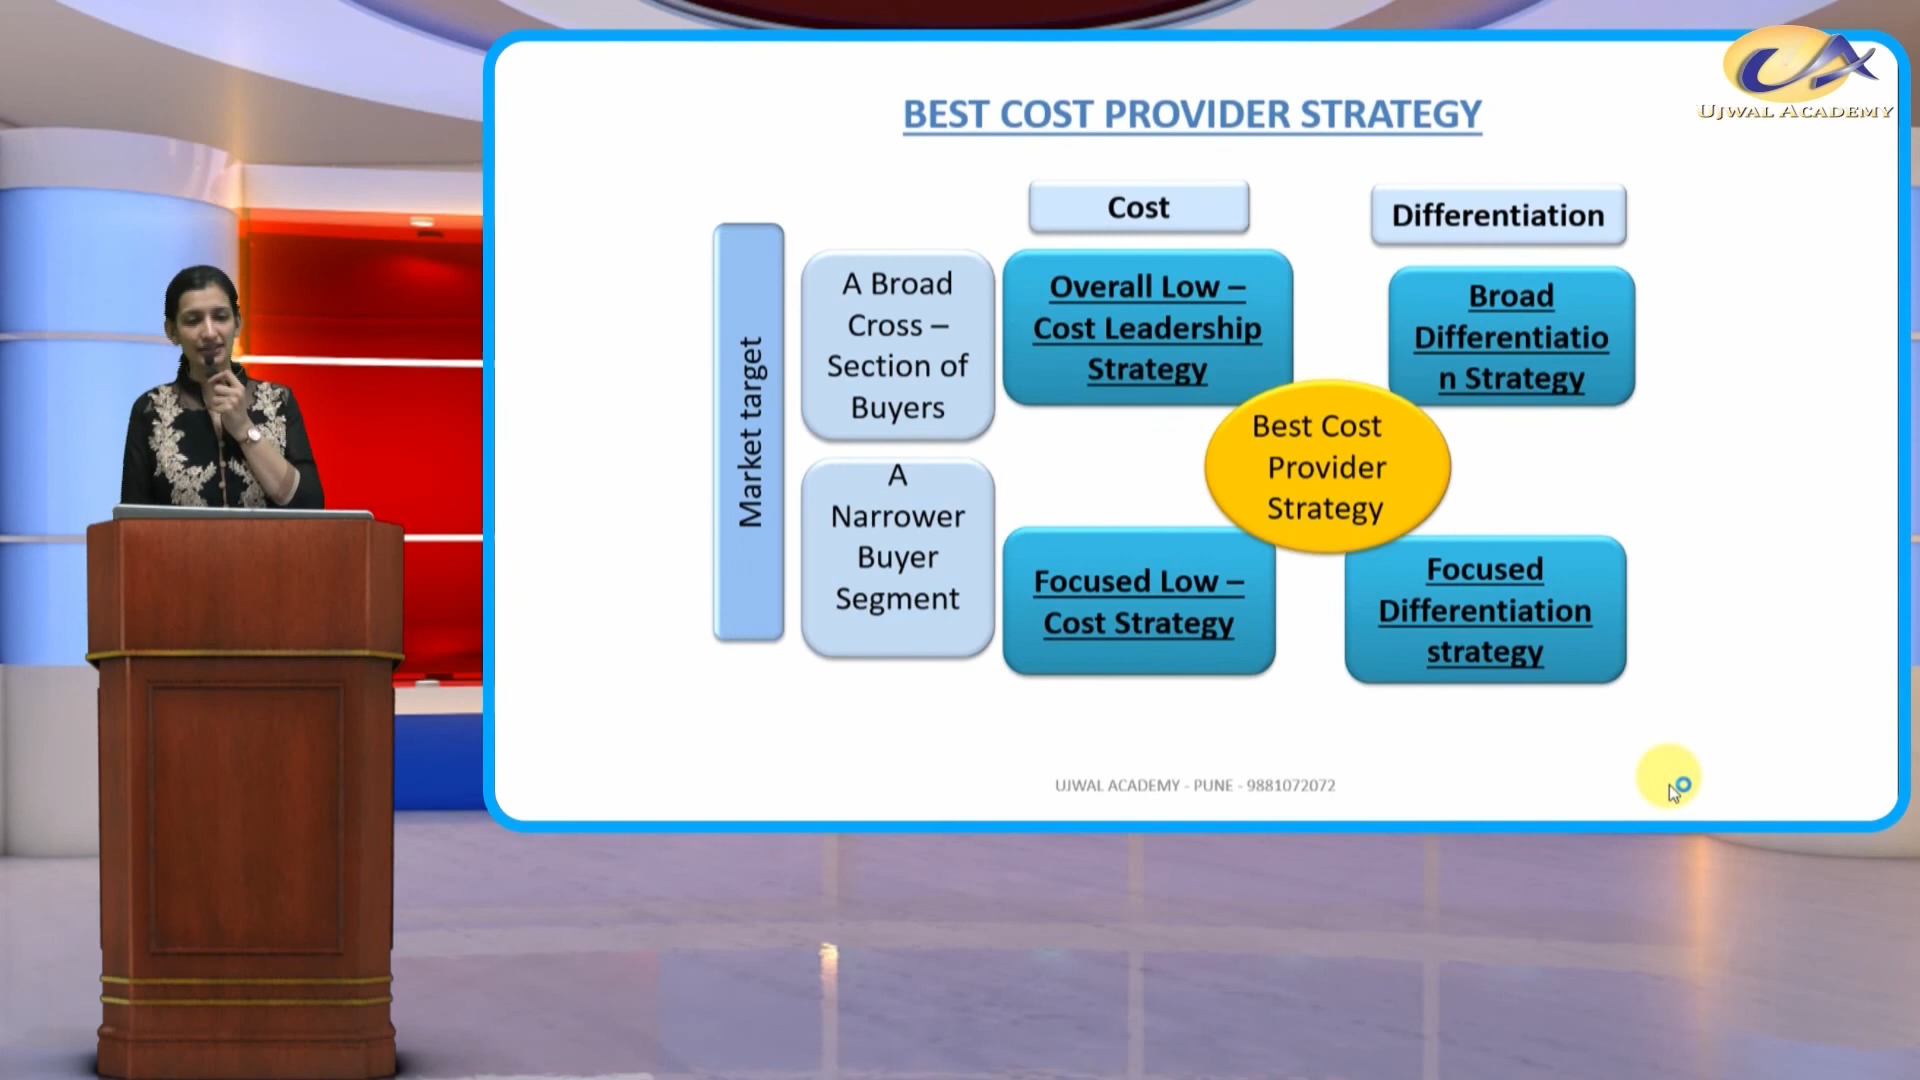 UJWAL ACADEMY
BEST COST PROVIDER STRATEGY
Cost
Differentiation
Market target
A Broad
Cross –
Section of
Buyers
Overall Low –
Cost Leadership
Strategy
Broad
Differentiatio
n Strategy
Best Cost
Provider
Strategy
A
Narrower
Buyer
Segment
Focused Low –
Cost Strategy
Focused
Differentiation
strategy
UJWAL ACADEMY - PUNE - 9881072072